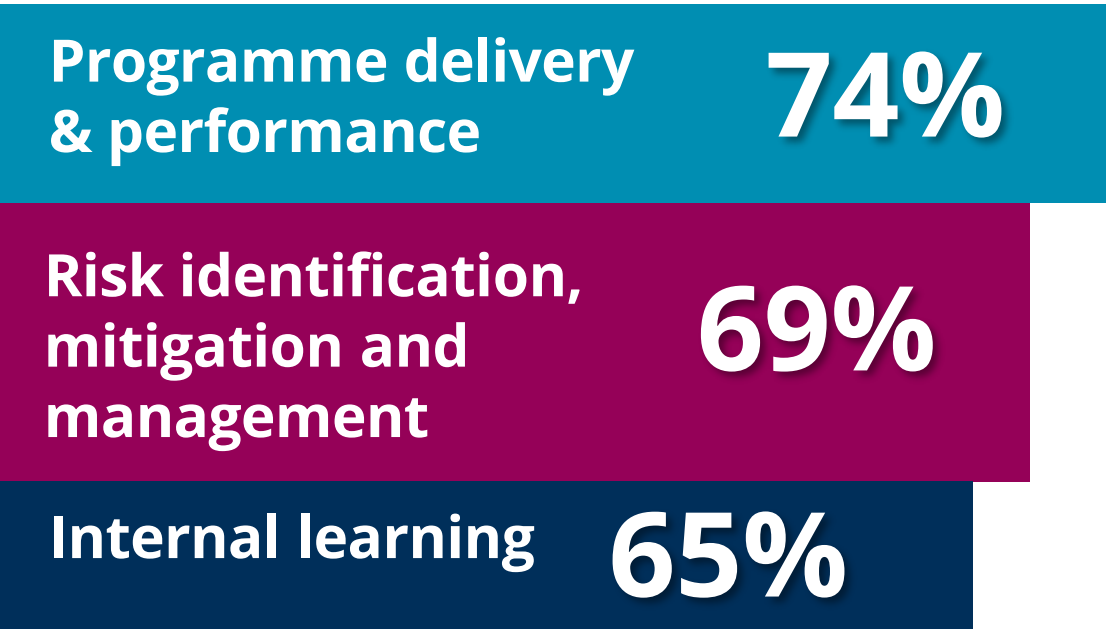 Programme delivery
& performance
74%
Risk identification,
mitigation and
management
69%
Internal learning
65%